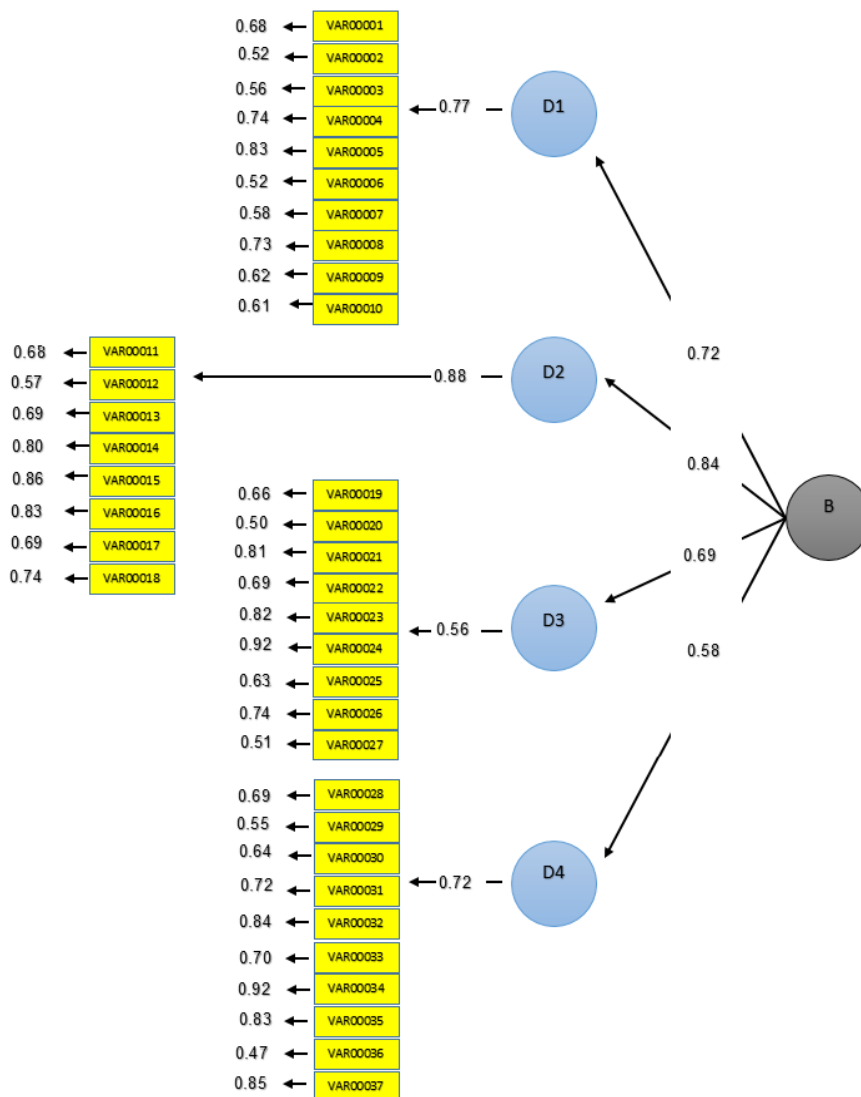 0.68 VAR00001
0.52 VAR00002
0.56 VAR00003
0.74 VAR00004
0.77 D1
0.83 VAR00005
0.52 VAR00006
0.58 VAR00007
0.73 VAR00008
0.62 VAR00009
0.61 VAR00010
0.68 VAR00011
0.57 VAR00012
0.69 VAR00013
0.80 VAR00014
0.86 VAR00015
0.83 VAR00016
0.69 VAR00017
0.74 VAR00018
0.88 D2
0.72
0.84
0.69
0.58
B
0.66 VAR00019
0.50 VAR00020
0.81 VAR00021
0.69 VAR00022
0.82 VAR00023
0.92 VAR00024
0.63 VAR00025
0.74 VAR00026
0.51 VAR00027
0.56 D3
0.69 VAR00028
0.55 VAR00029
0.64 VAR00030
0.72 VAR00031
0.84 VAR00032
0.70 VAR00033
0.92 VAR00034
0.83 VAR00035
0.47 VAR00036
0.85 VAR00037
0.72 D4